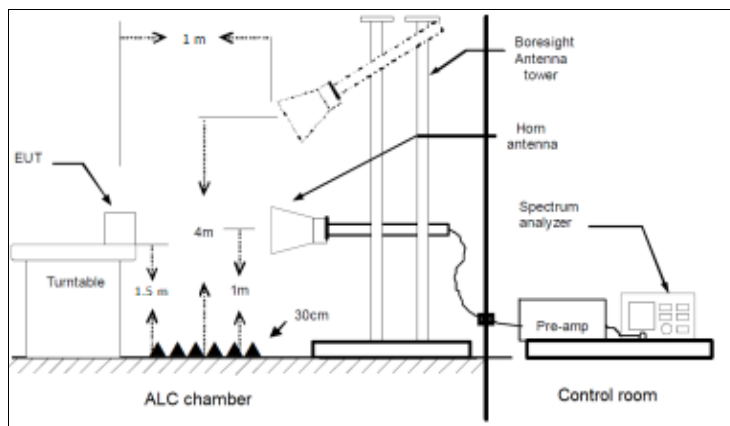 1 m
Boresight
Antenna
tower
Horn
antenna
EUT
Spectrum
analyzer
4m
Turntable
1.5 m
1m
30cm
Pre-amp
ALC chamber
Control room